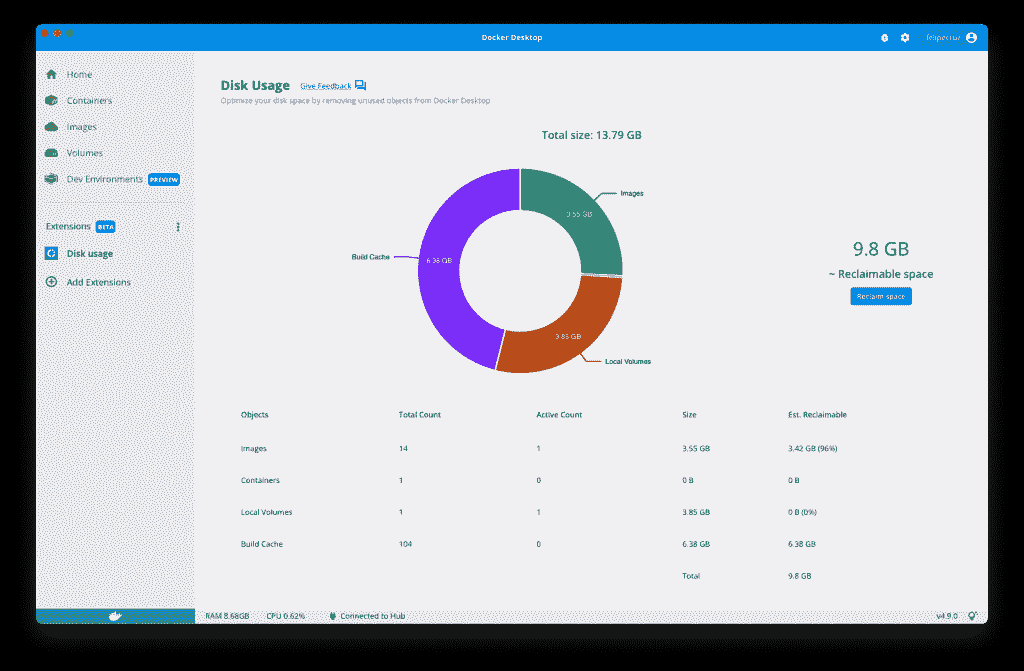 Docker Desktop
felipecruz
Home
Containers
Images
Volumes
Dev Environments PREVIEW
Extensions BETA
Disk usage
Add Extensions
Disk Usage Give Feedback
Optimize your disk space by removing unused objects from Docker Desktop
Total size: 13.79 GB
Images
3.55 GB
Build Cache
6.38 GB
3.85 GB
Local Volumes
9.8 GB
~ Reclaimable space
Reclaim space
Objects Total Count Active Count Size Est. Reclaimable
Images 14 1 3.55 GB 3.42 GB (96%)
Containers 1 0 0 B 0 B
Local Volumes 1 1 3.85 GB 0 B (0%)
Build Cache 104 0 6.38 GB 6.38 GB
Total 9.8 GB
RAM 8.68GB CPU 0.62% Connected to Hub v4.9.0